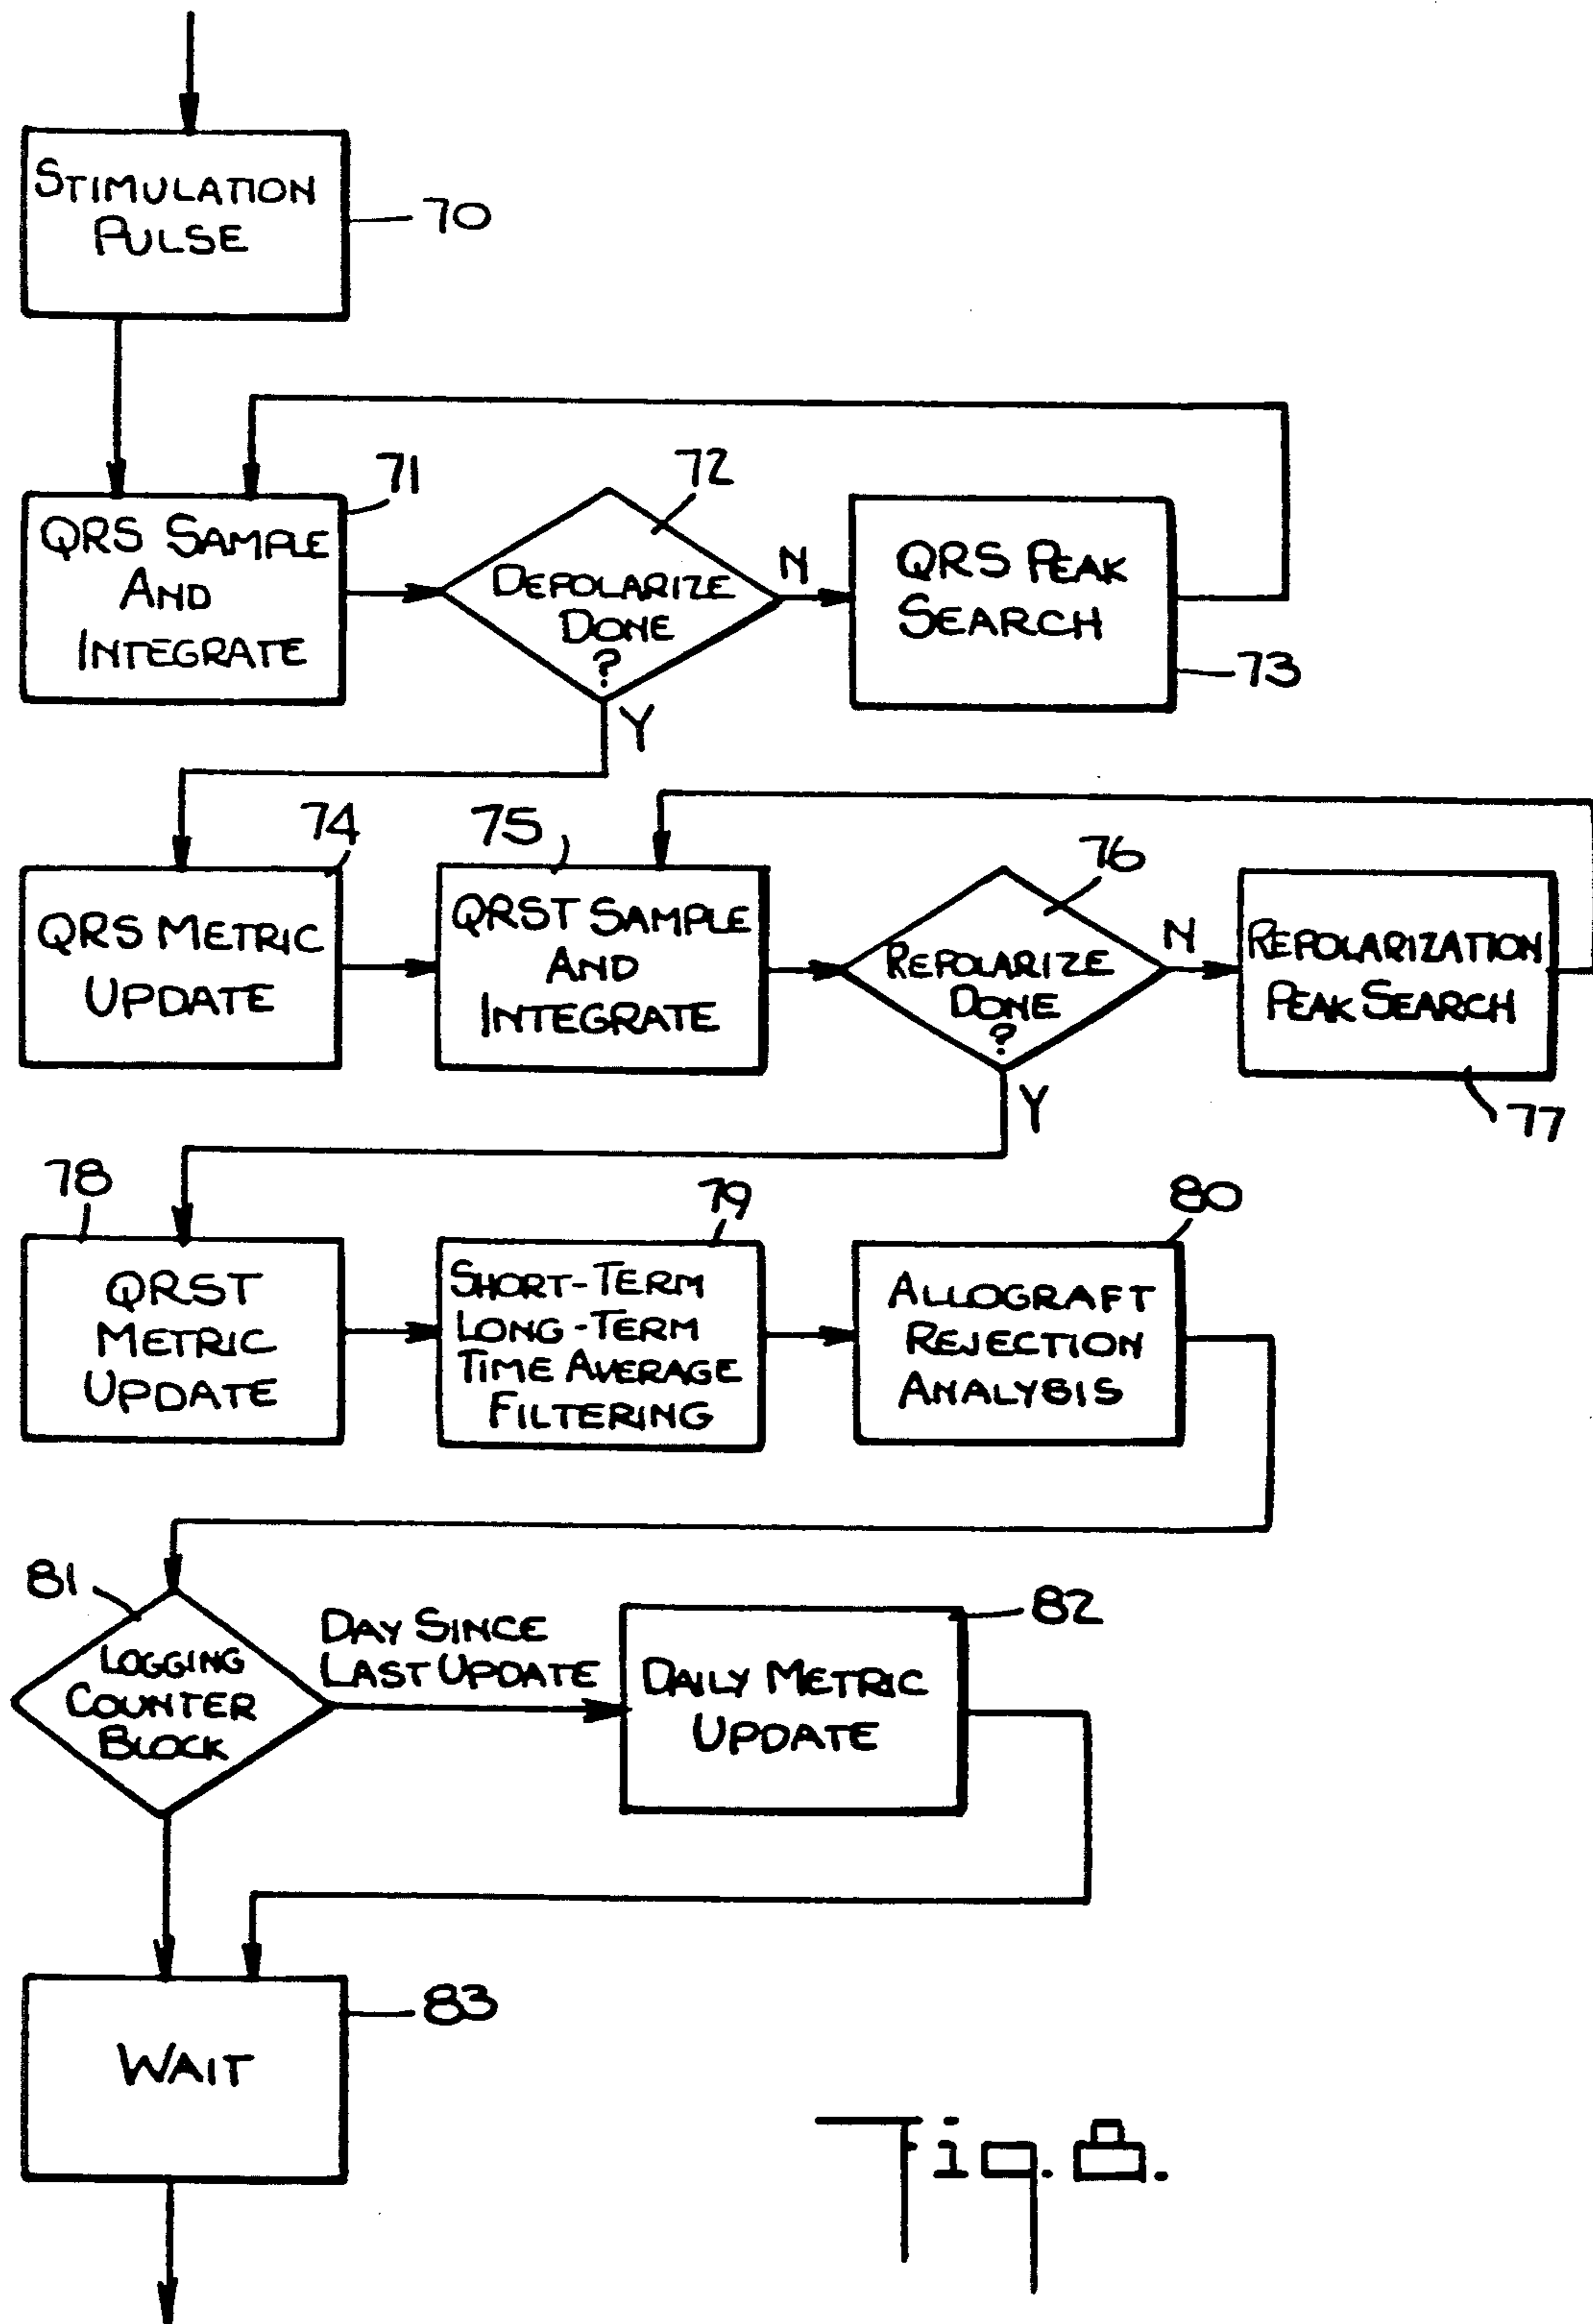 STIMULATION
PULSE
70
71
QRS SAMPLE
AND
INTEGRATE
72
DEPOLARIZE
DONE
?
N
Y
QRS PEAK
SEARCH
73
74
QRS METRIC
UPDATE
75
QRST SAMPLE
AND
INTEGRATE
76
REPOLARIZE
DONE
?
N
Y
REPOLARIZATION
PEAK SEARCH
77
78
QRST
METRIC
UPDATE
79
SHORT-TERM
LONG-TERM
TIME AVERAGE
FILTERING
80
ALLOGRAFT
REJECTION
ANALYSIS
81
LOGGING
COUNTER
BLOCK
DAY SINCE
LAST UPDATE
82
DAILY METRIC
UPDATE
83
WAIT
Fig. 8.